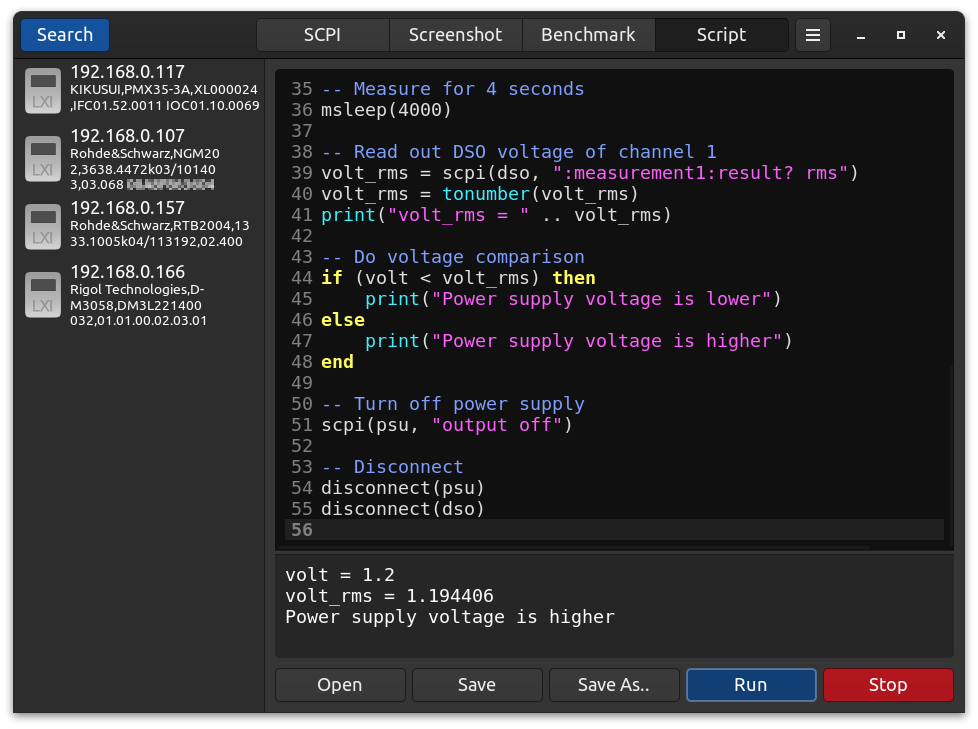 Search
SCPI
Screenshot
Benchmark
Script
192.168.0.117
KIKUSUI,PMX35-3A,XL000024
,IFC01.52.0011 IOC01.10.0069
LXI
192.168.0.107
Rohde&Schwarz,NGM20
2,3638.4472k03/10140
3,03.068
LXI
192.168.0.157
Rohde&Schwarz,RTB2004,13
33.1005k04/113192,02.400
LXI
192.168.0.166
Rigol Technologies,D-
M3058,DM3L221400
032,01.01.00.02.03.01
LXI
35 -- Measure for 4 seconds
36 msleep(4000)
37
38 -- Read out DSO voltage of channel 1
39 volt_rms = scpi(dso, ":measurement1:result? rms")
40 volt_rms = tonumber(volt_rms)
41 print("volt_rms = " .. volt_rms)
42
43 -- Do voltage comparison
44 if (volt < volt_rms) then
45     print("Power supply voltage is lower")
46 else
47     print("Power supply voltage is higher")
48 end
49
50 -- Turn off power supply
51 scpi(psu, "output off")
52
53 -- Disconnect
54 disconnect(psu)
55 disconnect(dso)
56
volt = 1.2
volt_rms = 1.194406
Power supply voltage is higher
Open
Save
Save As..
Run
Stop